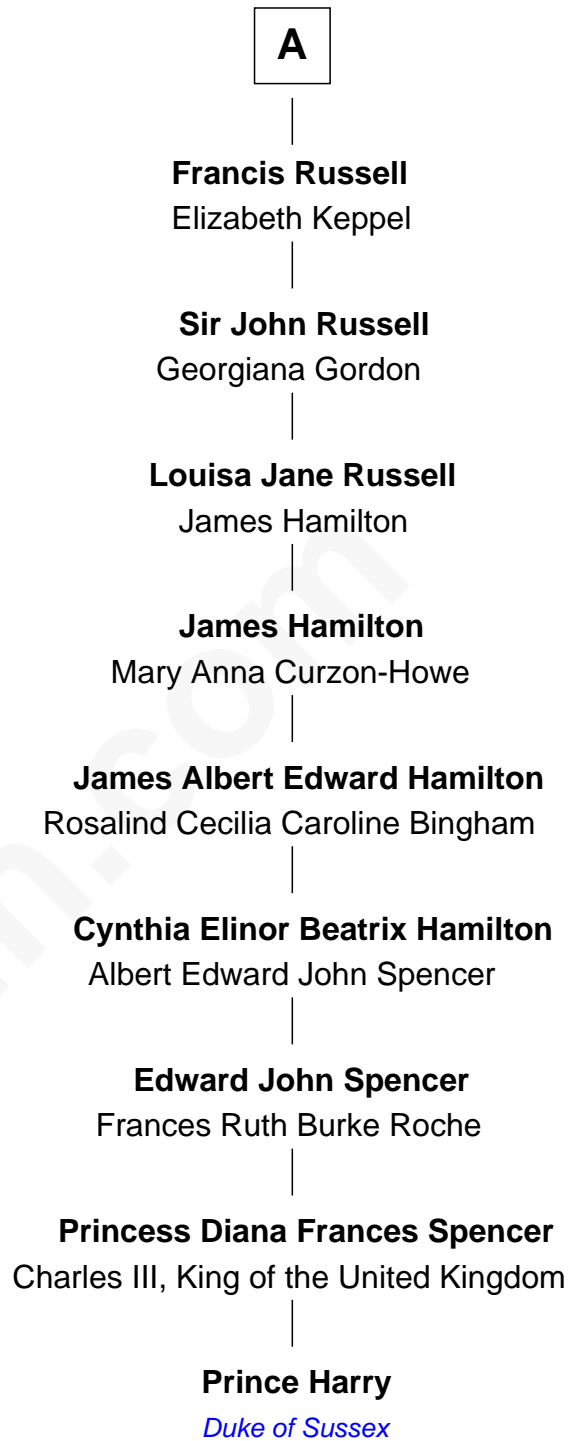 A
Francis Russell
Elizabeth Keppel
Sir John Russell
Georgiana Gordon
Louisa Jane Russell
James Hamilton
James Hamilton
Mary Anna Curzon-Howe
James Albert Edward Hamilton
Rosalind Cecilia Caroline Bingham
Cynthia Elinor Beatrix Hamilton
Albert Edward John Spencer
Edward John Spencer
Frances Ruth Burke Roche
Princess Diana Frances Spencer
Charles III, King of the United Kingdom
Prince Harry
Duke of Sussex